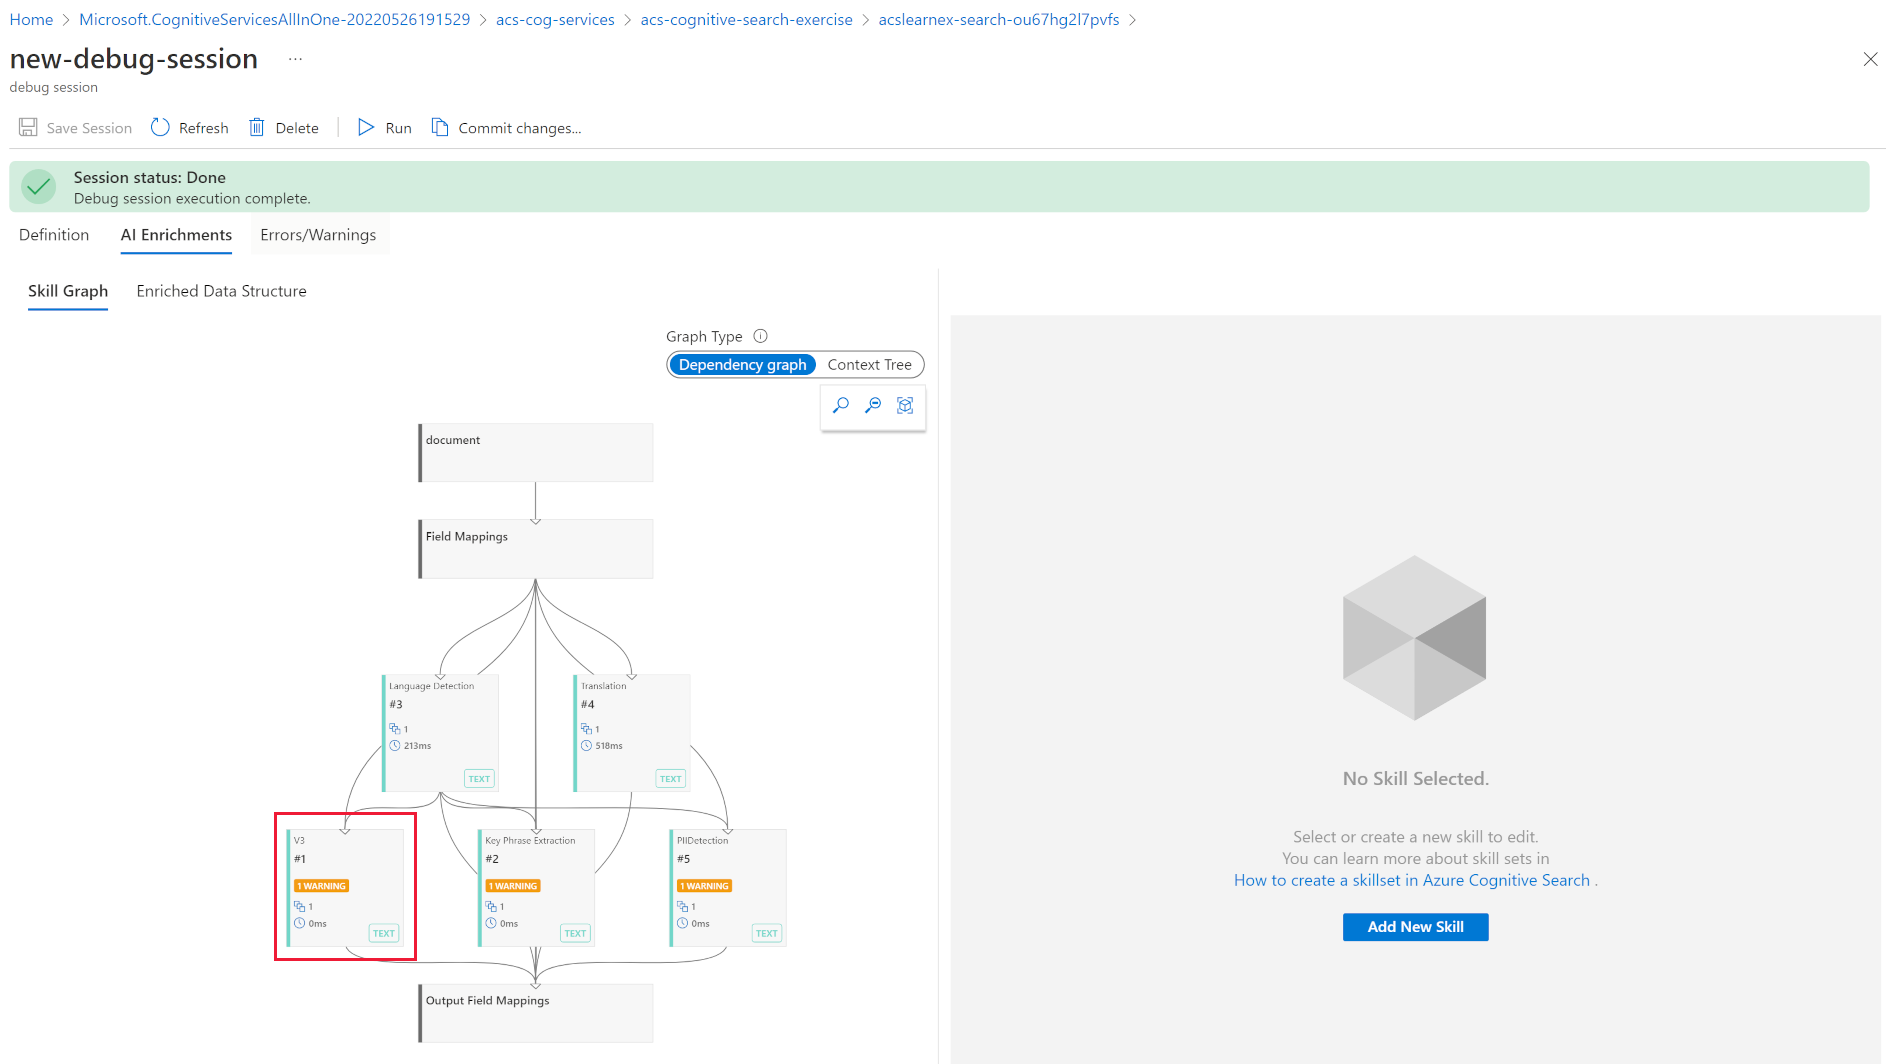 Home > Microsoft.CognitiveServicesAllInOne-20220526191529 > acs-cog-services > acs-cognitive-search-exercise > acslearnex-search-ou67hg2l7pvfs >
new-debug-session ...
debug session
Save Session Refresh Delete Run Commit changes...
Session status: Done
Debug session execution complete.
Definition AI Enrichments Errors/Warnings
Skill Graph Enriched Data Structure
Graph Type
Dependency graph Context Tree
document
Field Mappings
Language Detection
#3
1
213ms
TEXT
Translation
#4
1
518ms
TEXT
V3
#1
1 WARNING
1
0ms
TEXT
Key Phrase Extraction
#2
1 WARNING
1
0ms
TEXT
PIIDetection
#5
1 WARNING
1
0ms
TEXT
Output Field Mappings
No Skill Selected.
Select or create a new skill to edit.
You can learn more about skill sets in
How to create a skillset in Azure Cognitive Search .
Add New Skill